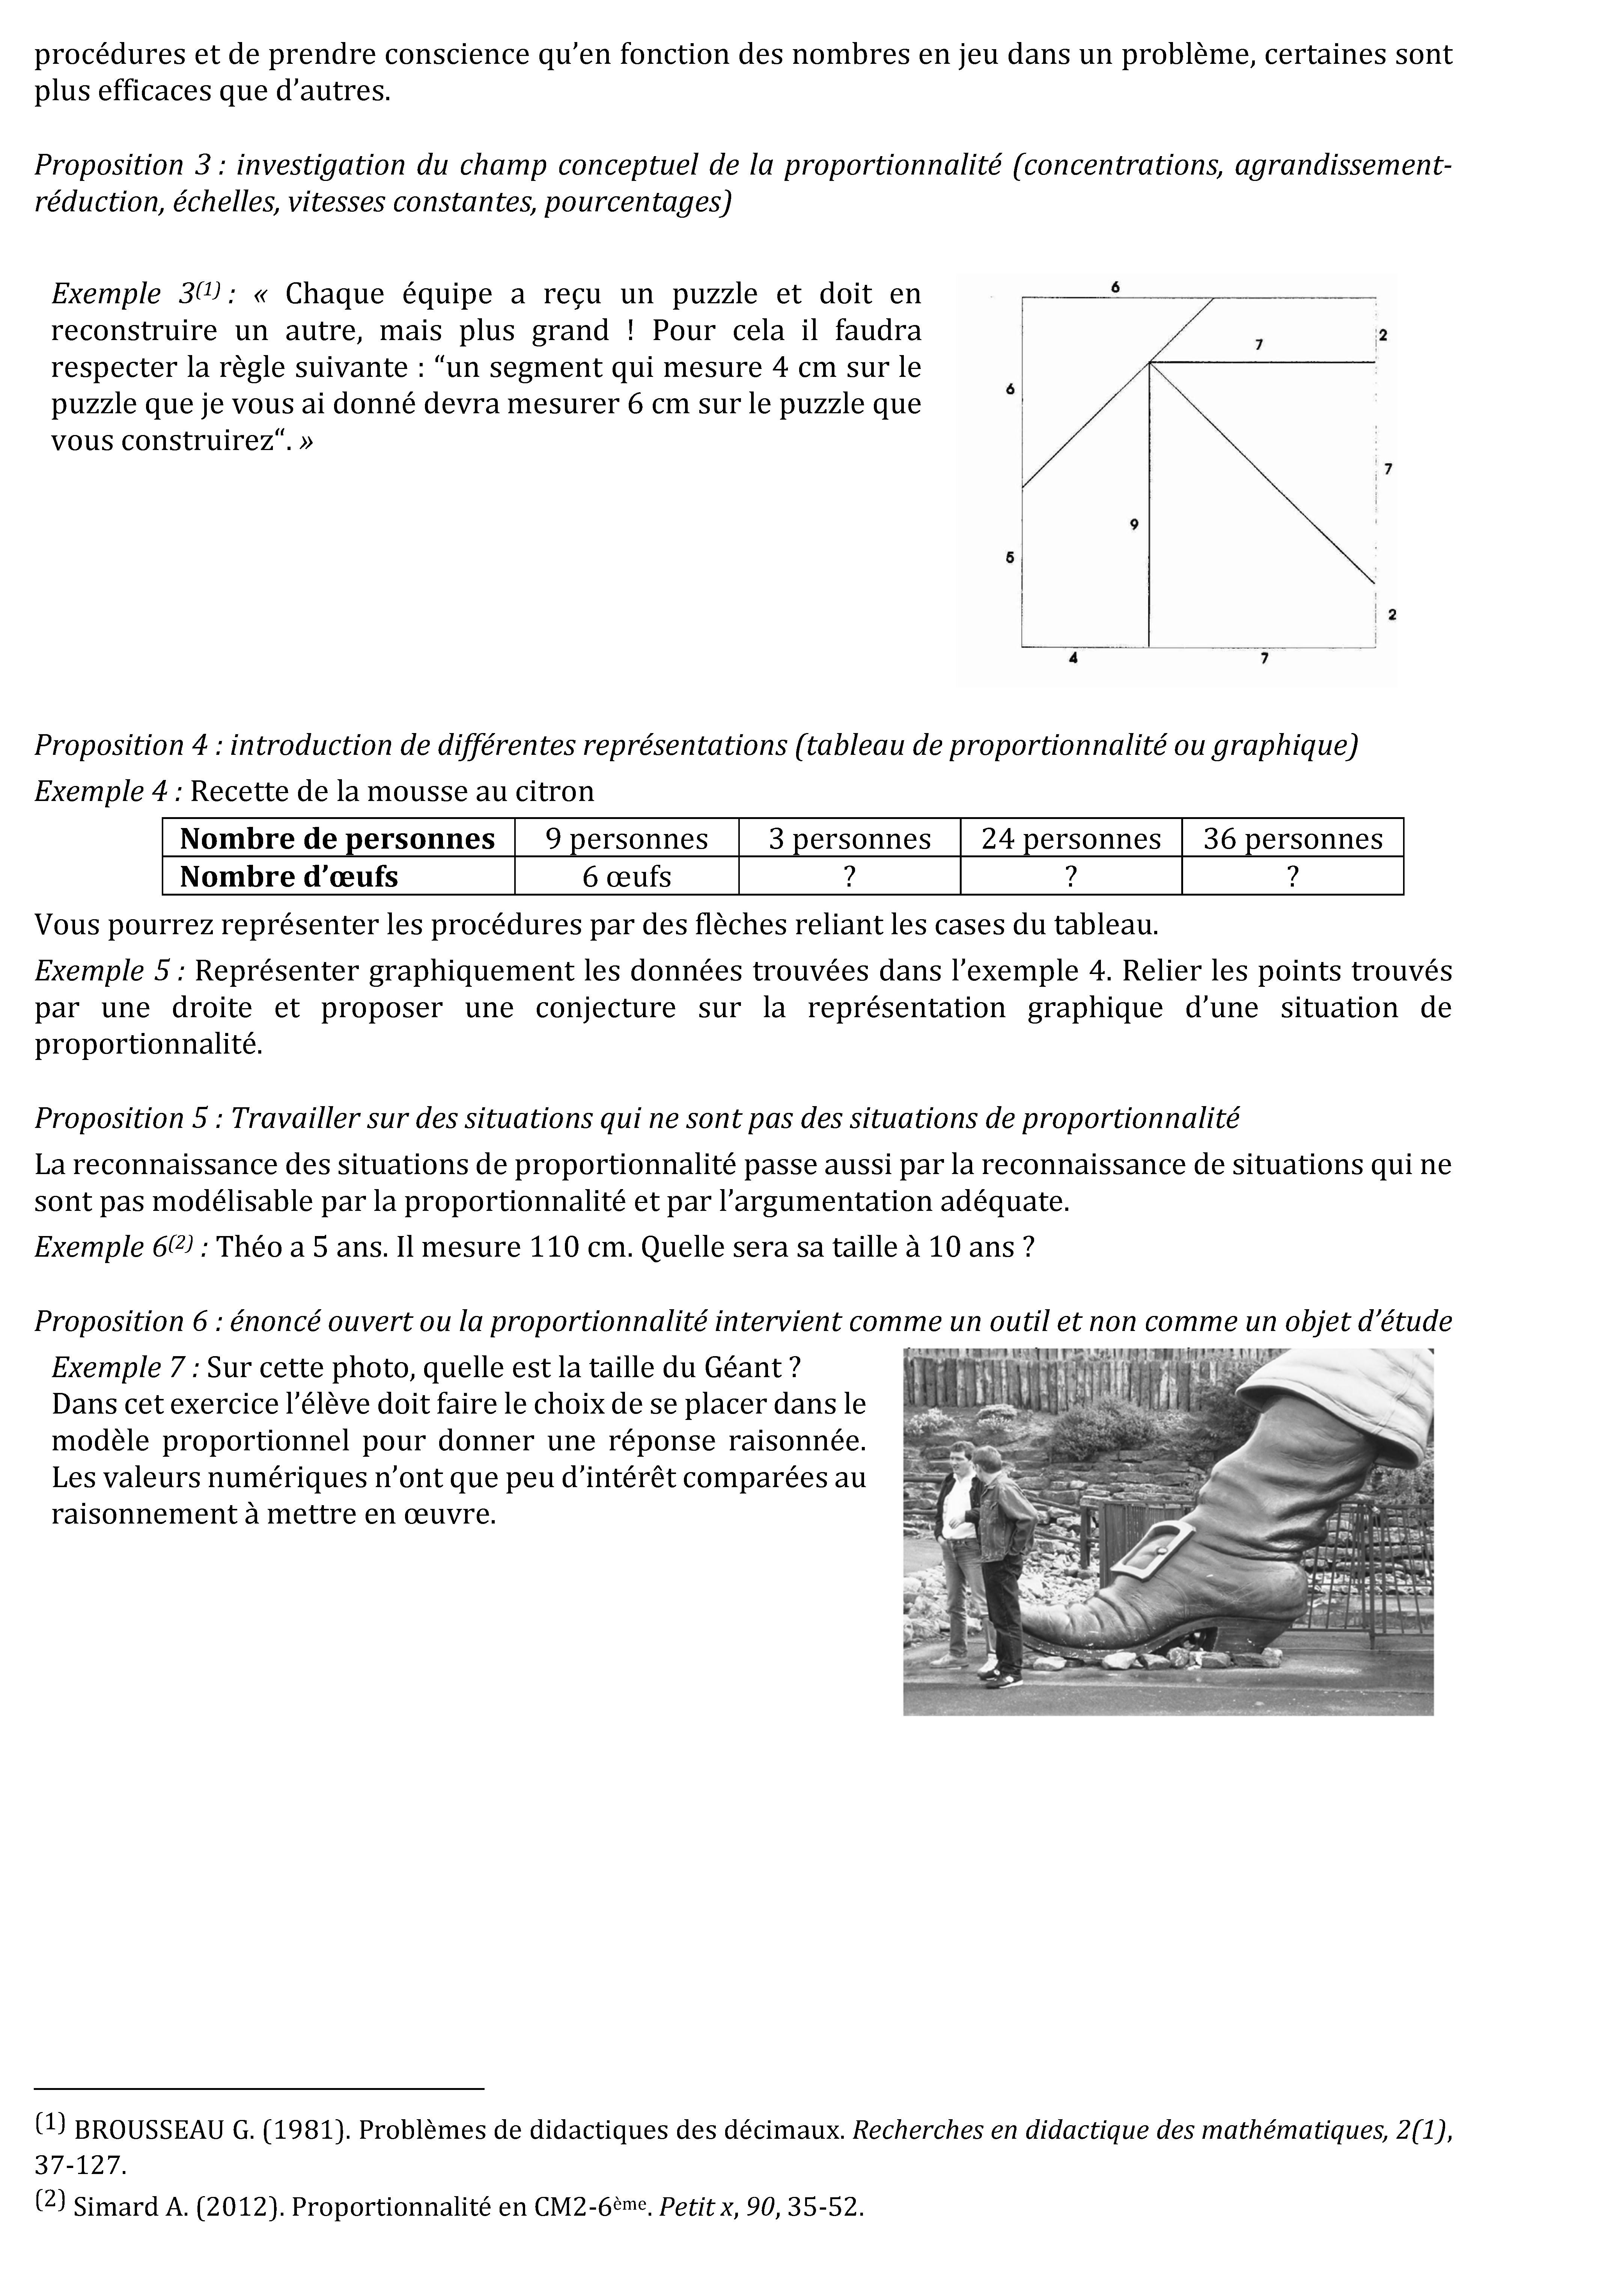 procédures et de prendre conscience qu’en fonction des nombres en jeu dans un problème, certaines sont
plus efficaces que d’autres.
Proposition 3 : investigation du champ conceptuel de la proportionnalité (concentrations, agrandissement-
réduction, échelles, vitesses constantes, pourcentages)
Exemple 3(1) : « Chaque équipe a reçu un puzzle et doit en
reconstruire un autre, mais plus grand ! Pour cela il faudra
respecter la règle suivante : “un segment qui mesure 4 cm sur le
puzzle que je vous ai donné devra mesurer 6 cm sur le puzzle que
vous construirez“. »
6
2
7
6
7
9
5
2
4
7
Proposition 4 : introduction de différentes représentations (tableau de proportionnalité ou graphique)
Exemple 4 : Recette de la mousse au citron
Nombre de personnes 9 personnes 3 personnes 24 personnes 36 personnes
Nombre d’œufs 6 œufs ? ? ?
Vous pourrez représenter les procédures par des flèches reliant les cases du tableau.
Exemple 5 : Représenter graphiquement les données trouvées dans l’exemple 4. Relier les points trouvés
par une droite et proposer une conjecture sur la représentation graphique d’une situation de
proportionnalité.
Proposition 5 : Travailler sur des situations qui ne sont pas des situations de proportionnalité
La reconnaissance des situations de proportionnalité passe aussi par la reconnaissance de situations qui ne
sont pas modélisable par la proportionnalité et par l’argumentation adéquate.
Exemple 6(2) : Théo a 5 ans. Il mesure 110 cm. Quelle sera sa taille à 10 ans ?
Proposition 6 : énoncé ouvert ou la proportionnalité intervient comme un outil et non comme un objet d’étude
Exemple 7 : Sur cette photo, quelle est la taille du Géant ?
Dans cet exercice l’élève doit faire le choix de se placer dans le
modèle proportionnel pour donner une réponse raisonnée.
Les valeurs numériques n’ont que peu d’intérêt comparées au
raisonnement à mettre en œuvre.
(1) BROUSSEAU G. (1981). Problèmes de didactiques des décimaux. Recherches en didactique des mathématiques, 2(1),
37-127.
(2) Simard A. (2012). Proportionnalité en CM2-6ème. Petit x, 90, 35-52.